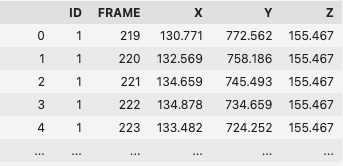 ID FRAME X Y Z
0 1 219 130.771 772.562 155.467
1 1 220 132.569 758.186 155.467
2 1 221 134.659 745.493 155.467
3 1 222 134.878 734.659 155.467
4 1 223 133.482 724.252 155.467
... ... ... ... ... ...